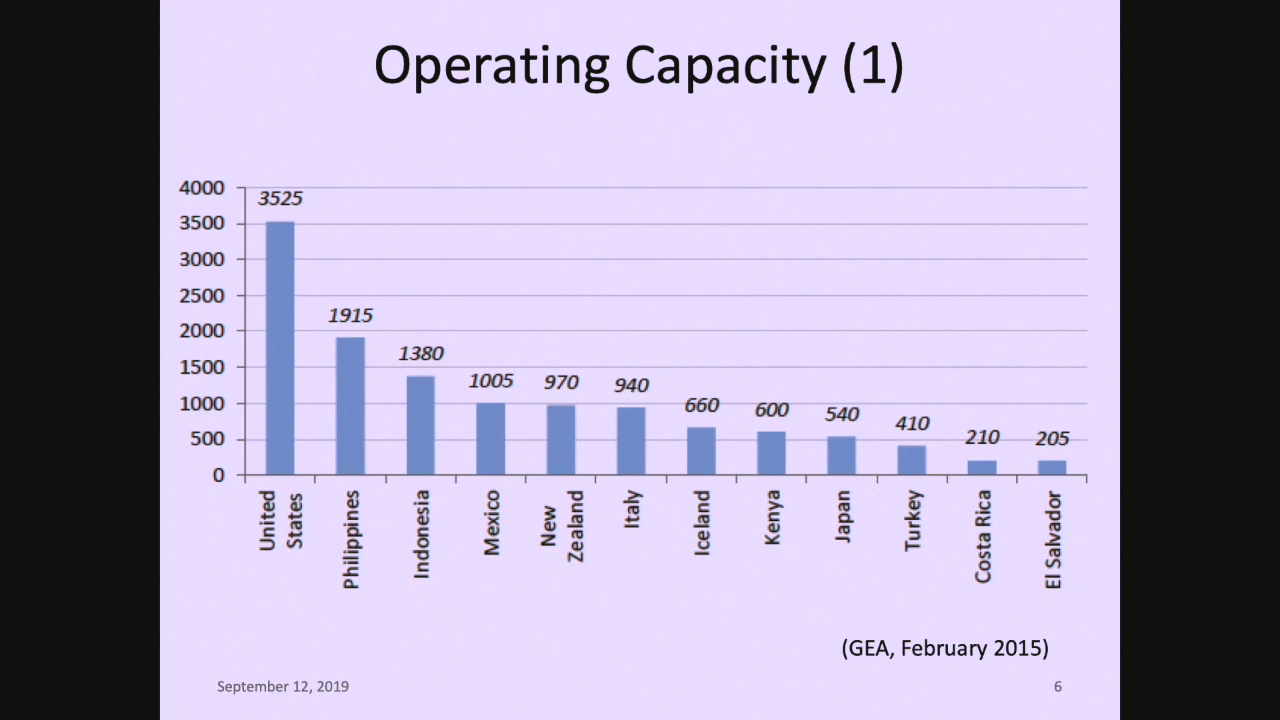 Operating Capacity (1)
4000
3500
3000
2500
2000
1500
1000
500
0
3525
1915
1380
1005
970
940
660
600
540
410
210
205
United
States
Philippines
Indonesia
Mexico
New
Zealand
Italy
Iceland
Kenya
Japan
Turkey
Costa Rica
El Salvador
(GEA, February 2015)
September 12, 2019
6